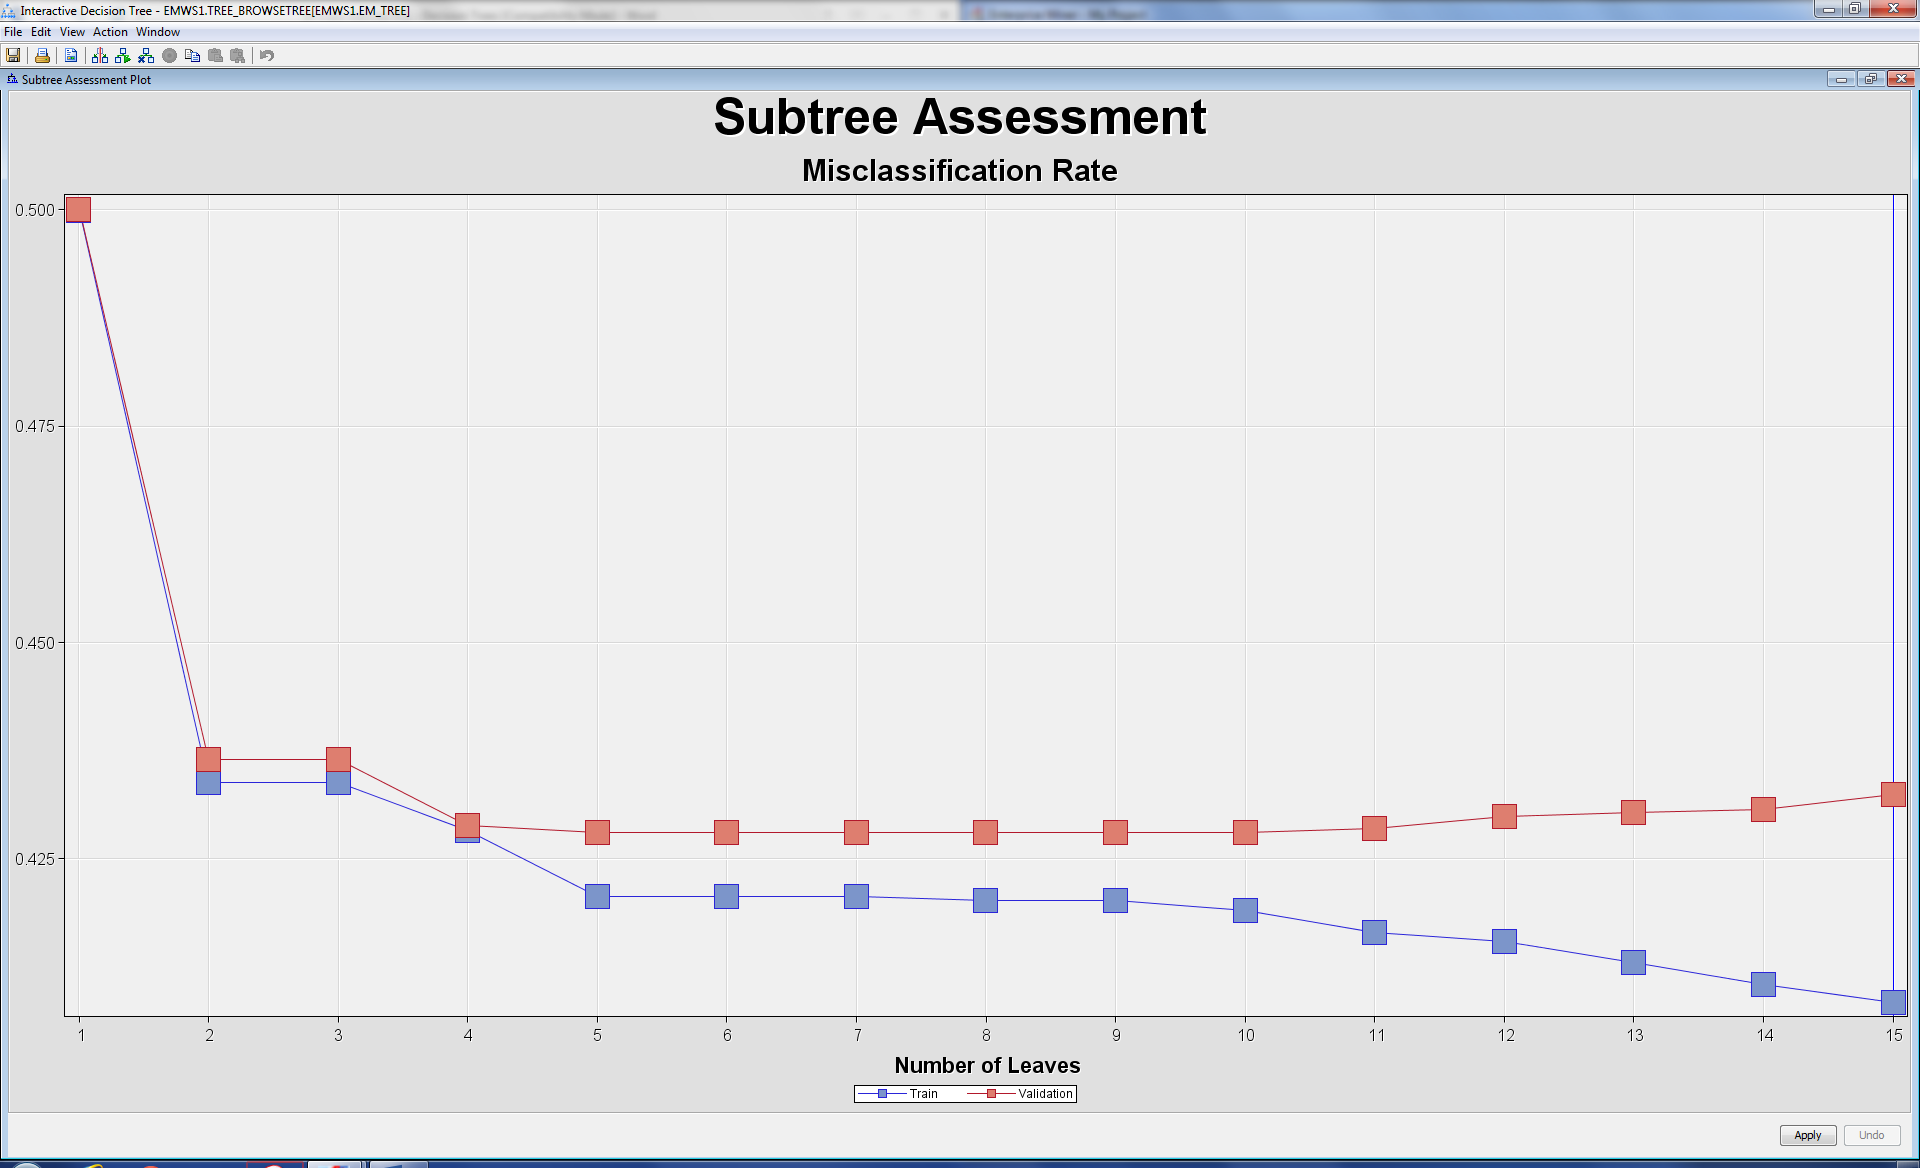 Interactive Decision Tree - EMWS1.TREE_BROWSETREE[EMWS1.EM_TREE]
File Edit View Action Window
Subtree Assessment Plot
Subtree Assessment
Misclassification Rate
0.500
0.475
0.450
0.425
1 2 3 4 5 6 7 8 9 10 11 12 13 14 15
Number of Leaves
Train Validation
Apply Undo